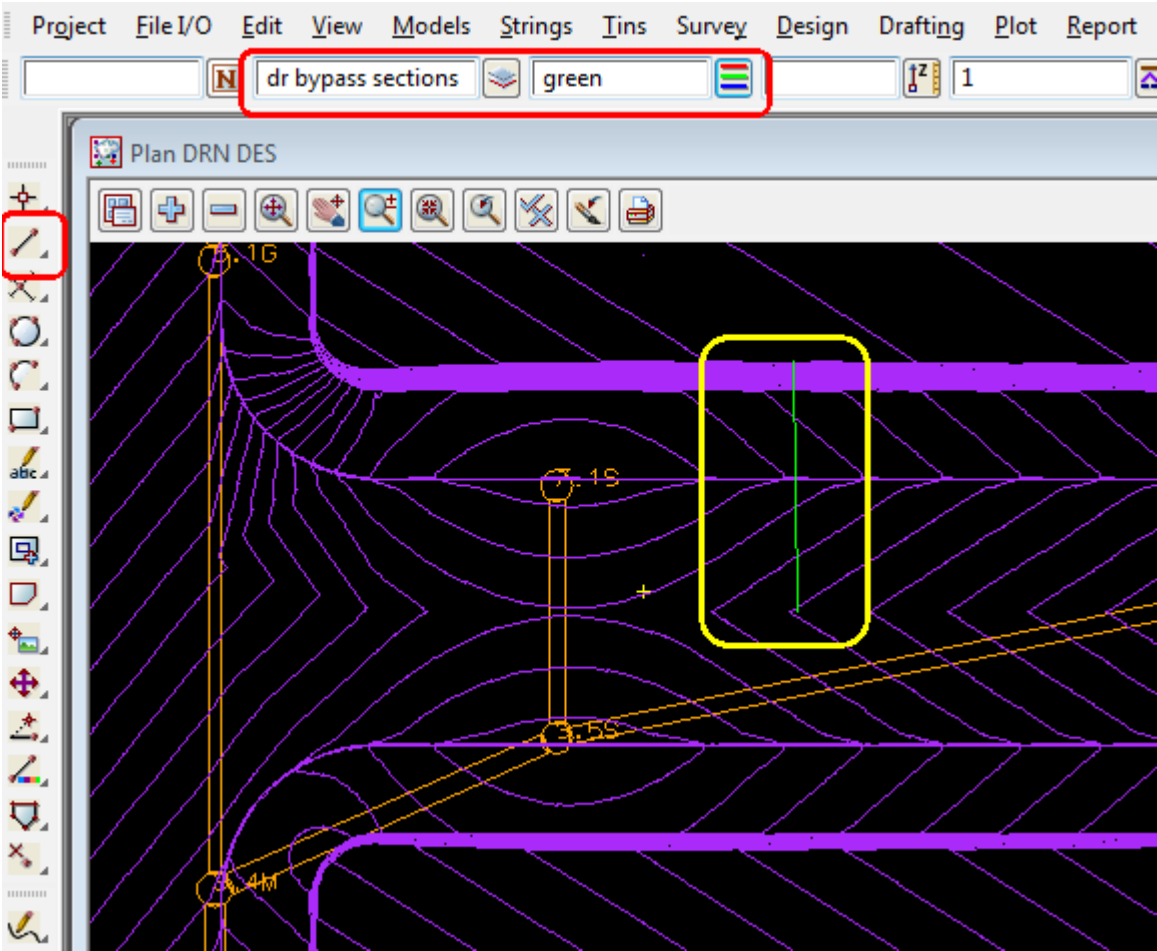 Project File I/O Edit View Models Strings Tins Survey Design Drafting Plot Report
N dr bypass sections green z 1
Plan DRN DES
.1G
abc
.1S
.5S
.4M